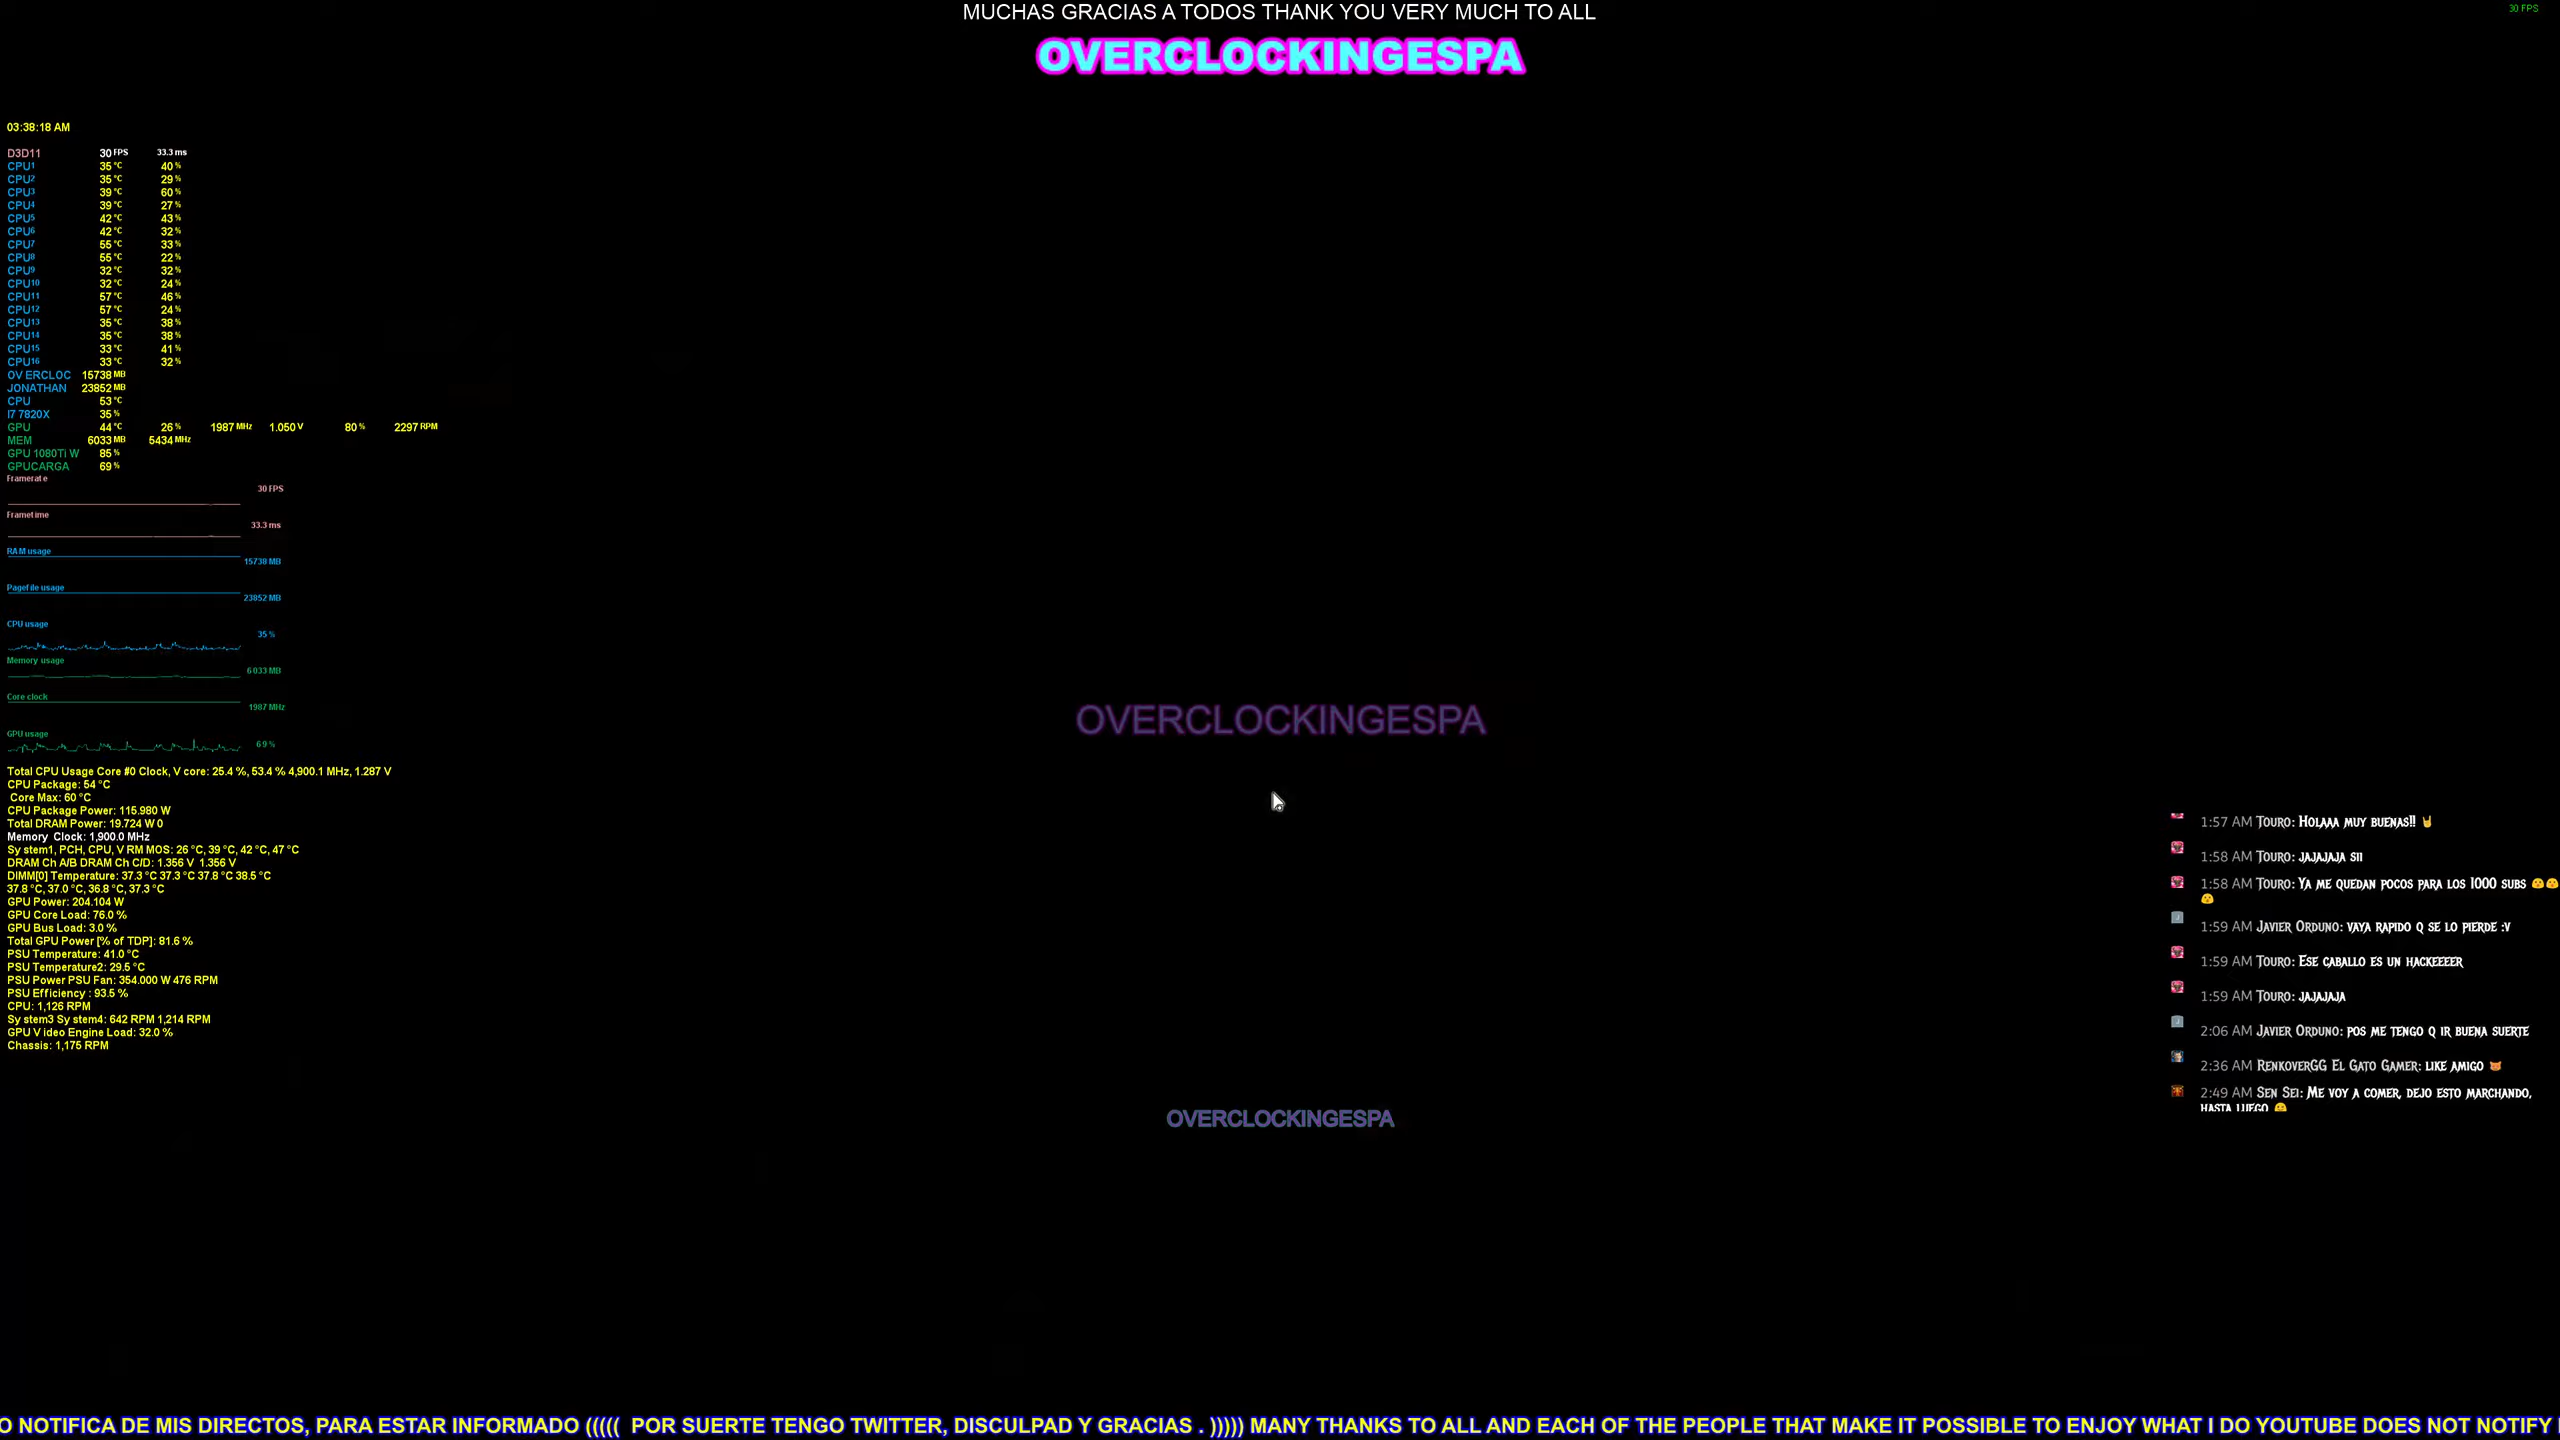 MUCHAS GRACIAS A TODOS THANK YOU VERY MUCH TO ALL
30 FPS
OVERCLOCKINGESPA
03:38:18 AM
D3D11 30 FPS 33.3 ms
CPU1 35 °C 40 %
CPU2 35 °C 29 %
CPU3 39 °C 60 %
CPU4 39 °C 27 %
CPU5 42 °C 43 %
CPU6 42 °C 32 %
CPU7 55 °C 33 %
CPU8 55 °C 22 %
CPU9 32 °C 32 %
CPU10 32 °C 24 %
CPU11 57 °C 46 %
CPU12 57 °C 24 %
CPU13 35 °C 38 %
CPU14 35 °C 38 %
CPU15 33 °C 41 %
CPU16 33 °C 32 %
OV ERCLOC 15738 MB
JONATHAN 23852 MB
CPU 53 °C
I7 7820X 35 %
GPU 44 °C 26 % 1987 MHz 1.050 V 80 % 2297 RPM
MEM 6033 MB 5434 MHz
GPU 1080Ti W 85 %
GPUCARGA 69 %
Framerate
30 FPS
Frametime
33.3 ms
RAM usage
15738 MB
Pagefile usage
23852 MB
CPU usage
35 %
Memory usage
6033 MB
Core clock
1987 MHz
GPU usage
69 %
Total CPU Usage Core #0 Clock, V core: 25.4 %, 53.4 % 4,900.1 MHz, 1.287 V
CPU Package: 54 °C
Core Max: 60 °C
CPU Package Power: 115.980 W
Total DRAM Power: 19.724 W 0
Memory Clock: 1,900.0 MHz
Sy stem1, PCH, CPU, V RM MOS: 26 °C, 39 °C, 42 °C, 47 °C
DRAM Ch A/B DRAM Ch C/D: 1.356 V 1.356 V
DIMM[0] Temperature: 37.3 °C 37.3 °C 37.8 °C 38.5 °C
37.8 °C, 37.0 °C, 36.8 °C, 37.3 °C
GPU Power: 204.104 W
GPU Core Load: 76.0 %
GPU Bus Load: 3.0 %
Total GPU Power [% of TDP]: 81.6 %
PSU Temperature: 41.0 °C
PSU Temperature2: 29.5 °C
PSU Power PSU Fan: 354.000 W 476 RPM
PSU Efficiency : 93.5 %
CPU: 1,126 RPM
Sy stem3 Sy stem4: 642 RPM 1,214 RPM
GPU V ideo Engine Load: 32.0 %
Chassis: 1,175 RPM
OVERCLOCKINGESPA
OVERCLOCKINGESPA
1:57 AM Touro: Holaaa muy buenas!! 🤘
1:58 AM Touro: jajajaja sii
1:58 AM Touro: Ya me quedan pocos para los 1000 subs 😮😮
😮
1:59 AM Javier Orduno: vaya rapido q se lo pierde :v
1:59 AM Touro: Ese caballo es un hackeeeer
1:59 AM Touro: jajajaja
2:06 AM Javier Orduno: pos me tengo q ir buena suerte
2:36 AM RenkoverGG El Gato Gamer: like amigo 🐱
2:49 AM Sen Sei: Me voy a comer, dejo esto marchando,
hasta luego
O NOTIFICA DE MIS DIRECTOS, PARA ESTAR INFORMADO ((((( POR SUERTE TENGO TWITTER, DISCULPAD Y GRACIAS . ))))) MANY THANKS TO ALL AND EACH OF THE PEOPLE THAT MAKE IT POSSIBLE TO ENJOY WHAT I DO YOUTUBE DOES NOT NOTIFY